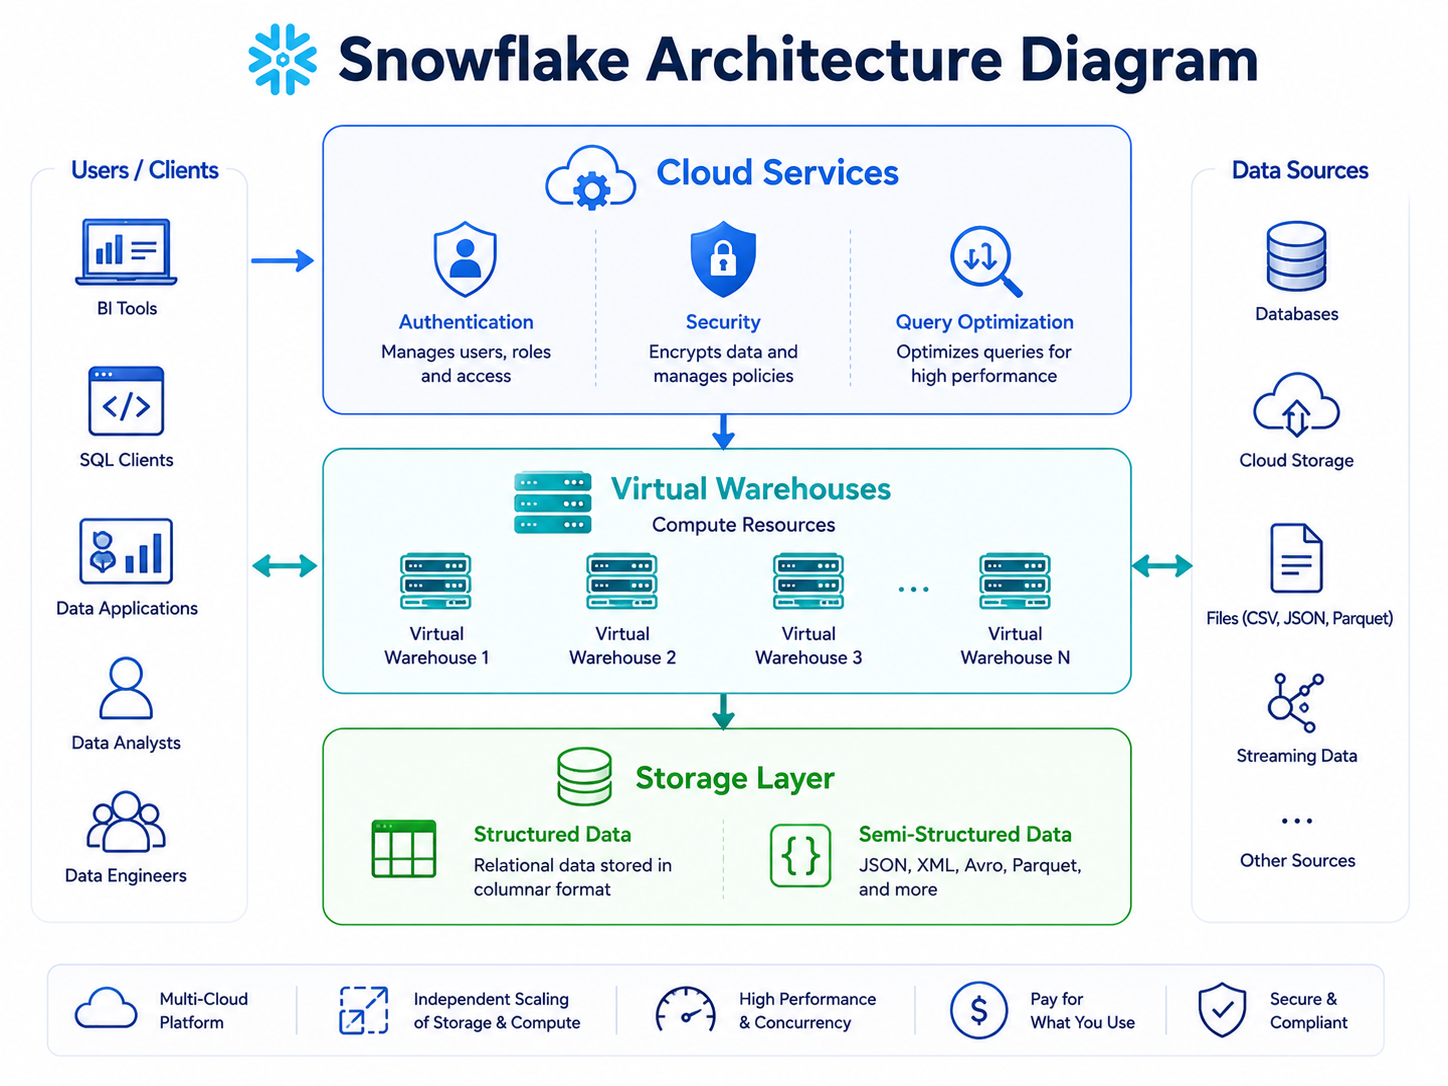 Snowflake Architecture Diagram
Users / Clients
BI Tools
SQL Clients
</>
Data Applications
Data Analysts
Data Engineers
Cloud Services
Authentication
Manages users, roles
and access
Security
Encrypts data and
manages policies
Query Optimization
Optimizes queries for
high performance
Virtual Warehouses
Compute Resources
Virtual
Warehouse 1
Virtual
Warehouse 2
Virtual
Warehouse 3
...
Virtual
Warehouse N
Storage Layer
Structured Data
Relational data stored in
columnar format
{}
Semi-Structured Data
JSON, XML, Avro, Parquet,
and more
Data Sources
Databases
Cloud Storage
Files (CSV, JSON, Parquet)
Streaming Data
...
Other Sources
Multi-Cloud
Platform
Independent Scaling
of Storage & Compute
High Performance
& Concurrency
$
Pay for
What You Use
Secure &
Compliant